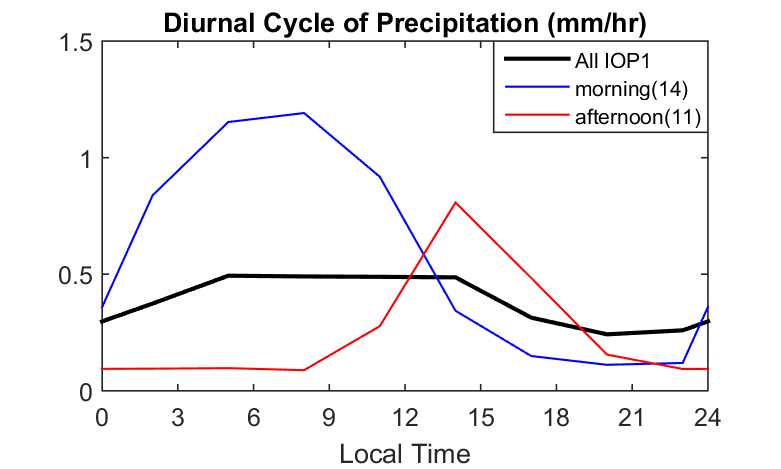 Diurnal Cycle of Precipitation (mm/hr)
1.5
1
0.5
0
All IOP1
morning(14)
afternoon(11)
0 3 6 9 12 15 18 21 24
Local Time